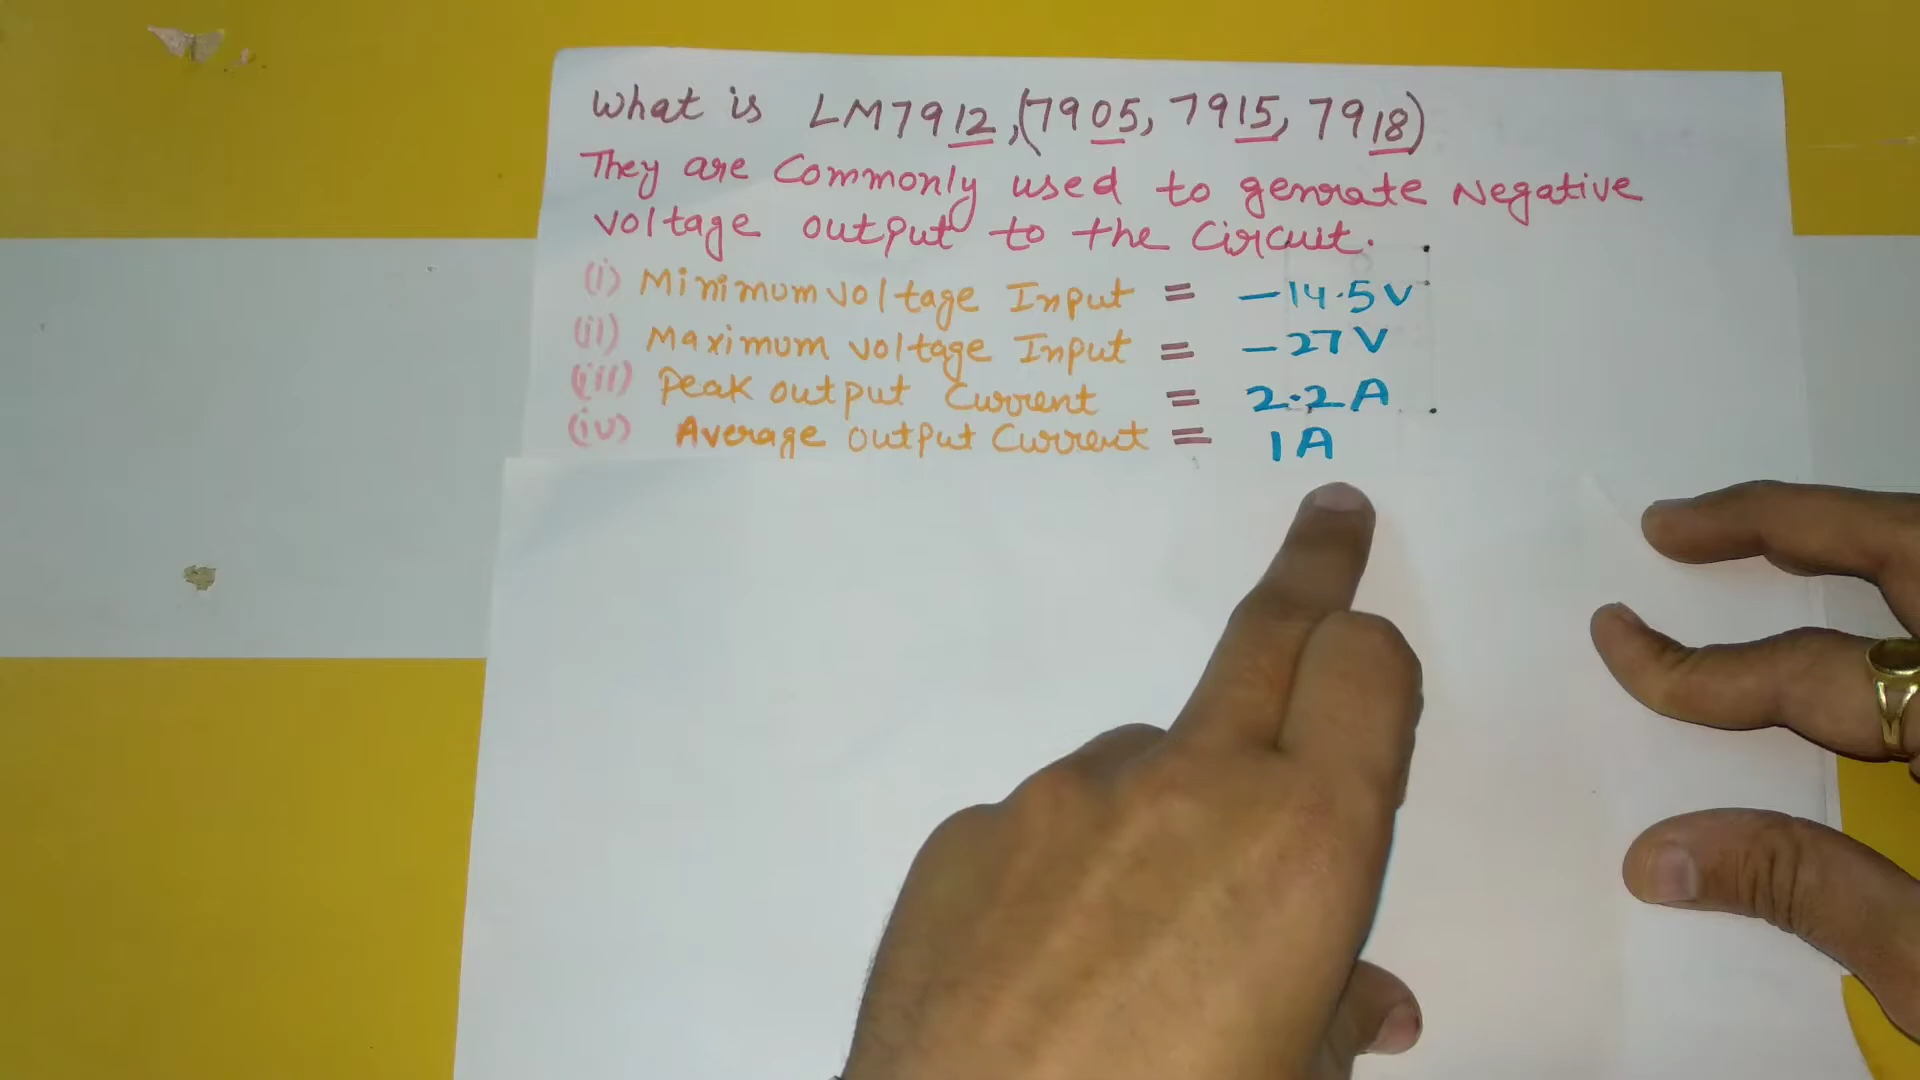 What is LM7912,(7905, 7915, 7918)
They are Commonly used to genrate Negative
voltage output to the Circuit.
(i) Minimum voltage Input = -14.5V
(ii) Maximum voltage Input = -27V
(iii) Peak output Current = 2.2A
(iv) Average output Current = 1A